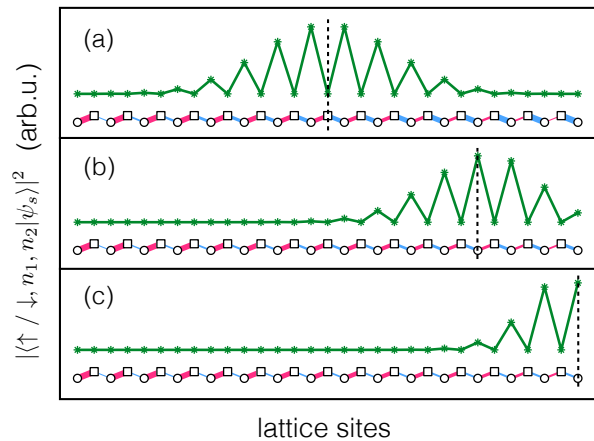 (a)
(b)
(c)
|⟨↑ / ↓, n₁, n₂|ψₛ⟩|² (arb.u.)
lattice sites